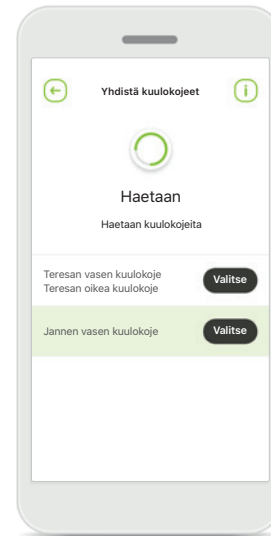 Yhdistä kuulokojeet
Haetaan
Haetaan kuulokojeita
Teresan vasen kuulokoje
Teresan oikea kuulokoje
Valitse
Jannen vasen kuulokoje
Valitse